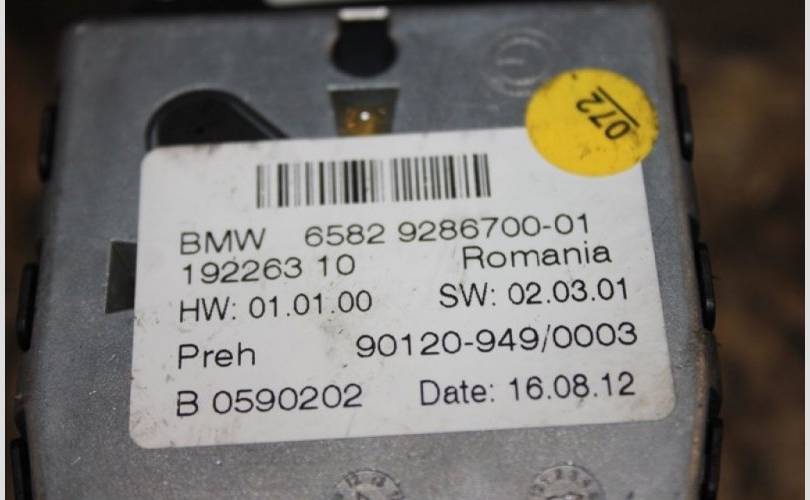 072
BMW 6582 9286700-01
192263 10 Romania
HW: 01.01.00 SW: 02.03.01
Preh 90120-949/0003
B 0590202 Date: 16.08.12